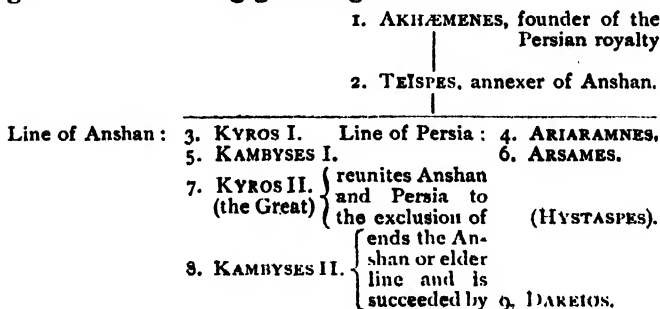 1. AKHÆMENES, founder of the
Persian royalty
2. TEÏSPES, annexer of Anshan.
Line of Anshan : 3. KYROS I. Line of Persia : 4. ARIARAMNES,
5. KAMBYSES I. 6. ARSAMES.
7. KYROS II. (the Great) { reunites Anshan
and Persia to
the exclusion of (HYSTASPES).
8. KAMBYSES II. { ends the An-
shan or elder
line and is
succeeded by 9. DAREIOS.